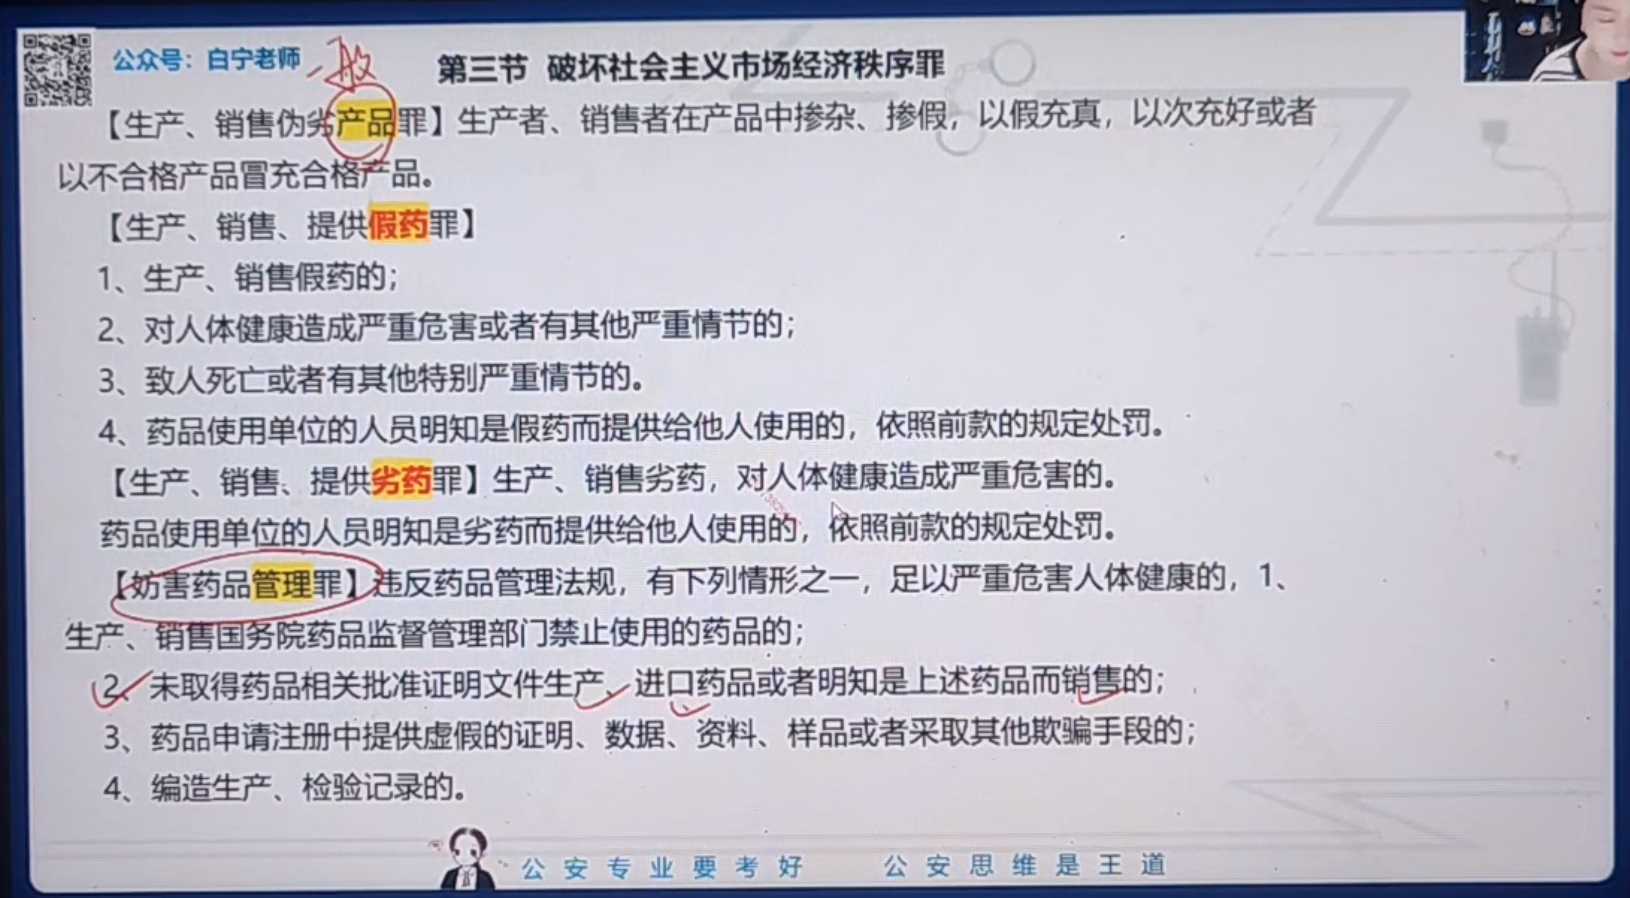 公众号：白宁老师
一般
第三节 破坏社会主义市场经济秩序罪
【生产、销售伪劣产品罪】生产者、销售者在产品中掺杂、掺假，以假充真，以次充好或者
以不合格产品冒充合格产品。
【生产、销售、提供假药罪】
1、生产、销售假药的；
2、对人体健康造成严重危害或者有其他严重情节的；
3、致人死亡或者有其他特别严重情节的。
4、药品使用单位的人员明知是假药而提供给他人使用的，依照前款的规定处罚。
【生产、销售、提供劣药罪】生产、销售劣药，对人体健康造成严重危害的。
药品使用单位的人员明知是劣药而提供给他人使用的，依照前款的规定处罚。
【妨害药品管理罪】违反药品管理法规，有下列情形之一，足以严重危害人体健康的，1、
生产、销售国务院药品监督管理部门禁止使用的药品的；
2、未取得药品相关批准证明文件生产、进口药品或者明知是上述药品而销售的；
3、药品申请注册中提供虚假的证明、数据、资料、样品或者采取其他欺骗手段的；
4、编造生产、检验记录的。
公安专业要考好 公安思维是王道